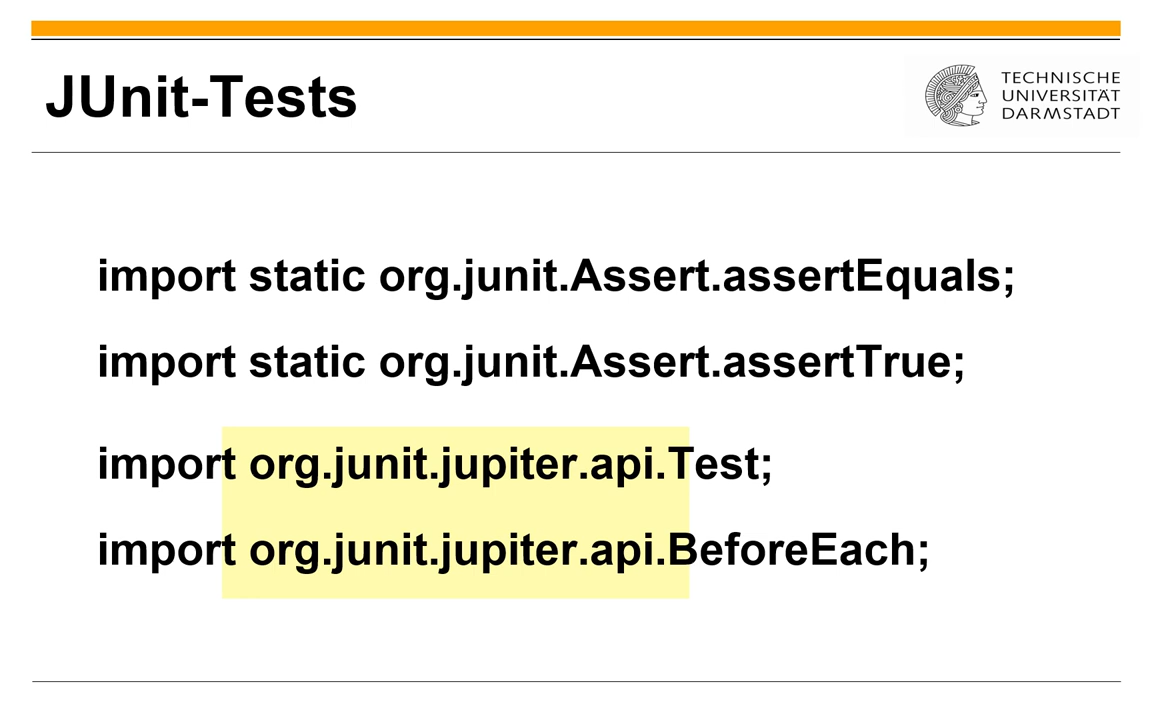 JUnit-Tests
TECHNISCHE
UNIVERSITÄT
DARMSTADT
import static org.junit.Assert.assertEquals;
import static org.junit.Assert.assertTrue;
import org.junit.jupiter.api.Test;
import org.junit.jupiter.api.BeforeEach;